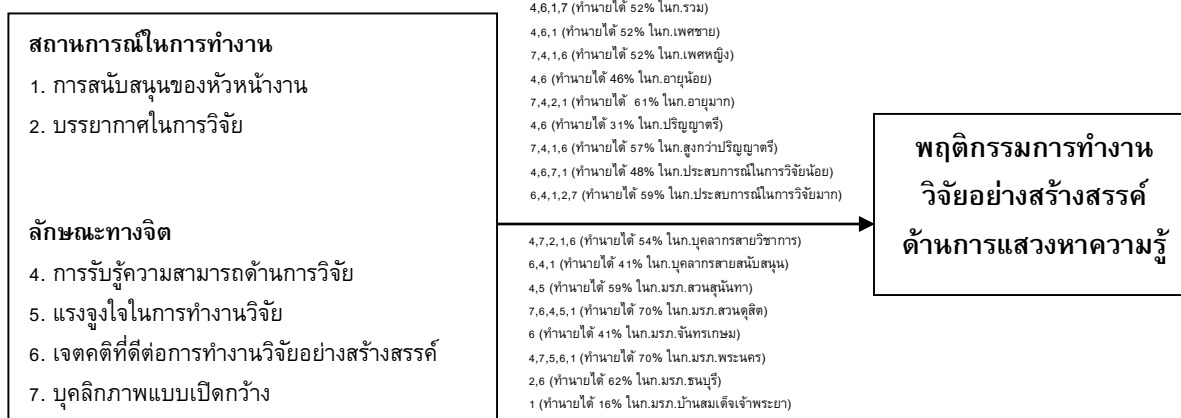 สถานการณ์ในการทำงาน
1. การสนับสนุนของหัวหน้างาน
2. บรรยากาศในการวิจัย
ลักษณะทางจิต
4. การรับรู้ความสามารถด้านการวิจัย
5. แรงจูงใจในการทำงานวิจัย
6. เจตคติที่ดีต่อการทำงานวิจัยอย่างสร้างสรรค์
7. บุคลิกภาพแบบเปิดกว้าง
4,6,1,7 (ทำนายได้ 52% ในก.รวม)
4,6,1 (ทำนายได้ 52% ในก.เพศชาย)
7,4,1,6 (ทำนายได้ 52% ในก.เพศหญิง)
4,6 (ทำนายได้ 46% ในก.อายุน้อย)
7,4,2,1 (ทำนายได้ 61% ในก.อายุมาก)
4,6 (ทำนายได้ 31% ในก.ปริญญาตรี)
7,4,1,6 (ทำนายได้ 57% ในก.สูงกว่าปริญญาตรี)
4,6,7,1 (ทำนายได้ 48% ในก.ประสบการณ์ในการวิจัยน้อย)
6,4,1,2,7 (ทำนายได้ 59% ในก.ประสบการณ์ในการวิจัยมาก)
4,7,2,1,6 (ทำนายได้ 54% ในก.บุคลากรสายวิชาการ)
6,4,1 (ทำนายได้ 41% ในก.บุคลากรสายสนับสนุน)
4,5 (ทำนายได้ 59% ในก.มรภ.สวนสุนันทา)
7,6,4,5,1 (ทำนายได้ 70% ในก.มรภ.สวนดุสิต)
6 (ทำนายได้ 41% ในก.มรภ.จันทรเกษม)
4,7,5,6,1 (ทำนายได้ 70% ในก.มรภ.พระนคร)
2,6 (ทำนายได้ 62% ในก.มรภ.ธนบุรี)
1 (ทำนายได้ 16% ในก.มรภ.บ้านสมเด็จเจ้าพระยา)
พฤติกรรมการทำงาน
วิจัยอย่างสร้างสรรค์
ด้านการแสวงหาความรู้